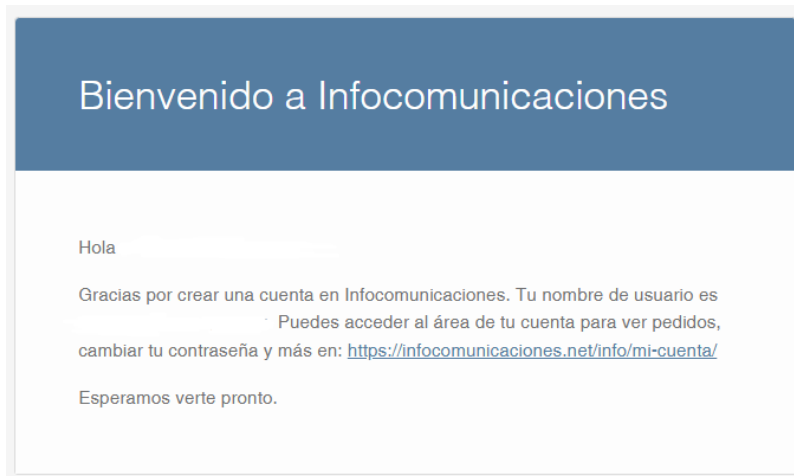 Bienvenido a Infocomunicaciones
Hola
Gracias por crear una cuenta en Infocomunicaciones. Tu nombre de usuario es
Puedes acceder al área de tu cuenta para ver pedidos,
cambiar tu contraseña y más en: https://infocomunicaciones.net/info/mi-cuenta/
Esperamos verte pronto.